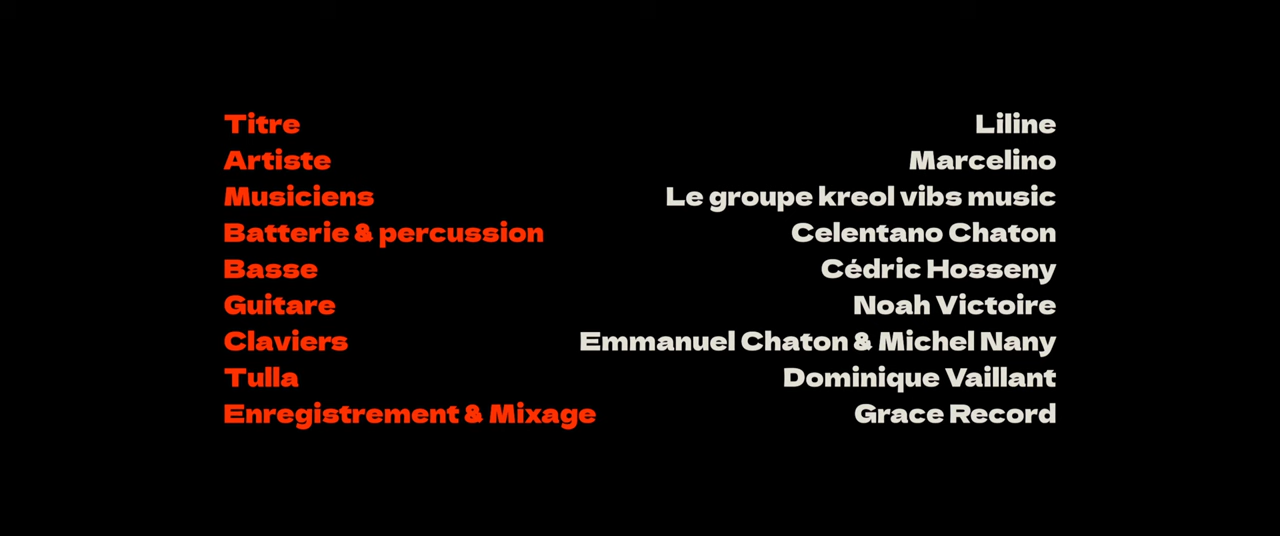 Titre Liline
Artiste Marcelino
Musiciens Le groupe kreol vibs music
Batterie & percussion Celentano Chaton
Basse Cédric Hosseny
Guitare Noah Victoire
Claviers Emmanuel Chaton & Michel Nany
Tulla Dominique Vaillant
Enregistrement & Mixage Grace Record